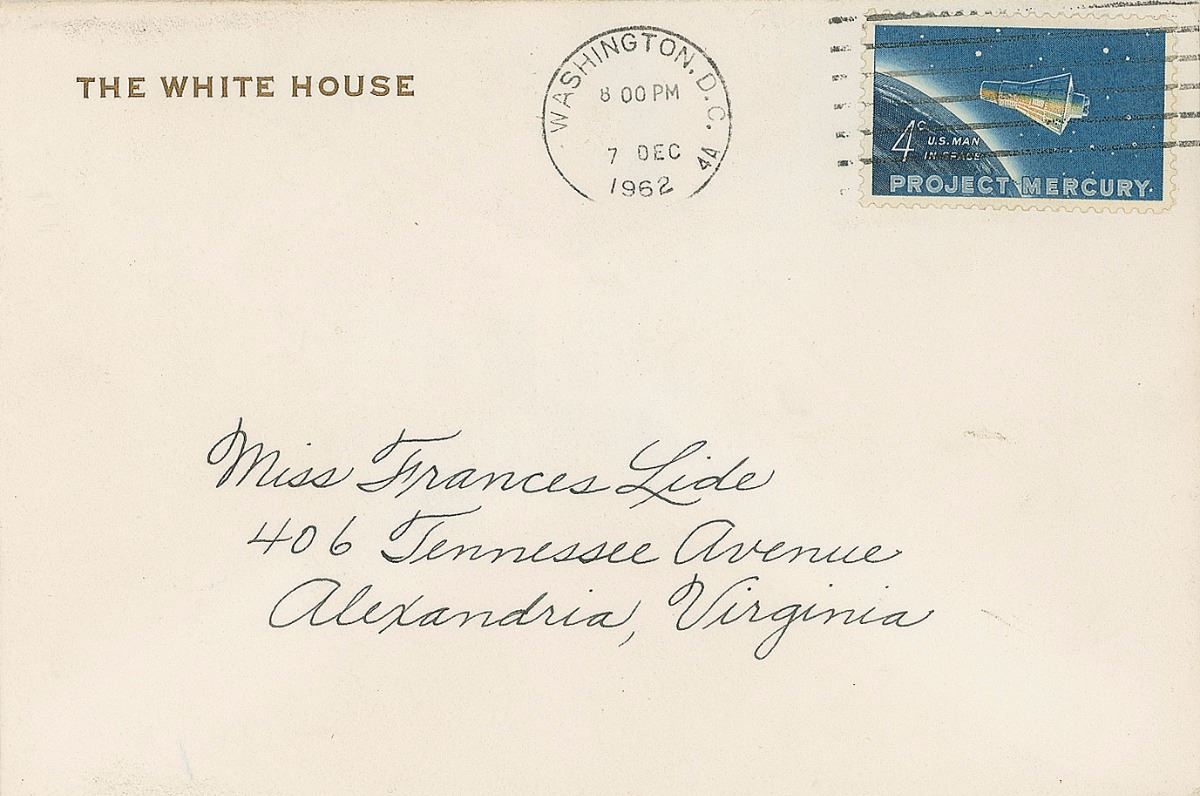 THE WHITE HOUSE
WASHINGTON, D.C. 4A
8 00 PM
7 DEC
1962
4c
U.S. MAN
IN SPACE
PROJECT MERCURY
Miss Frances Lide
406 Tennessee Avenue
Alexandria, Virginia